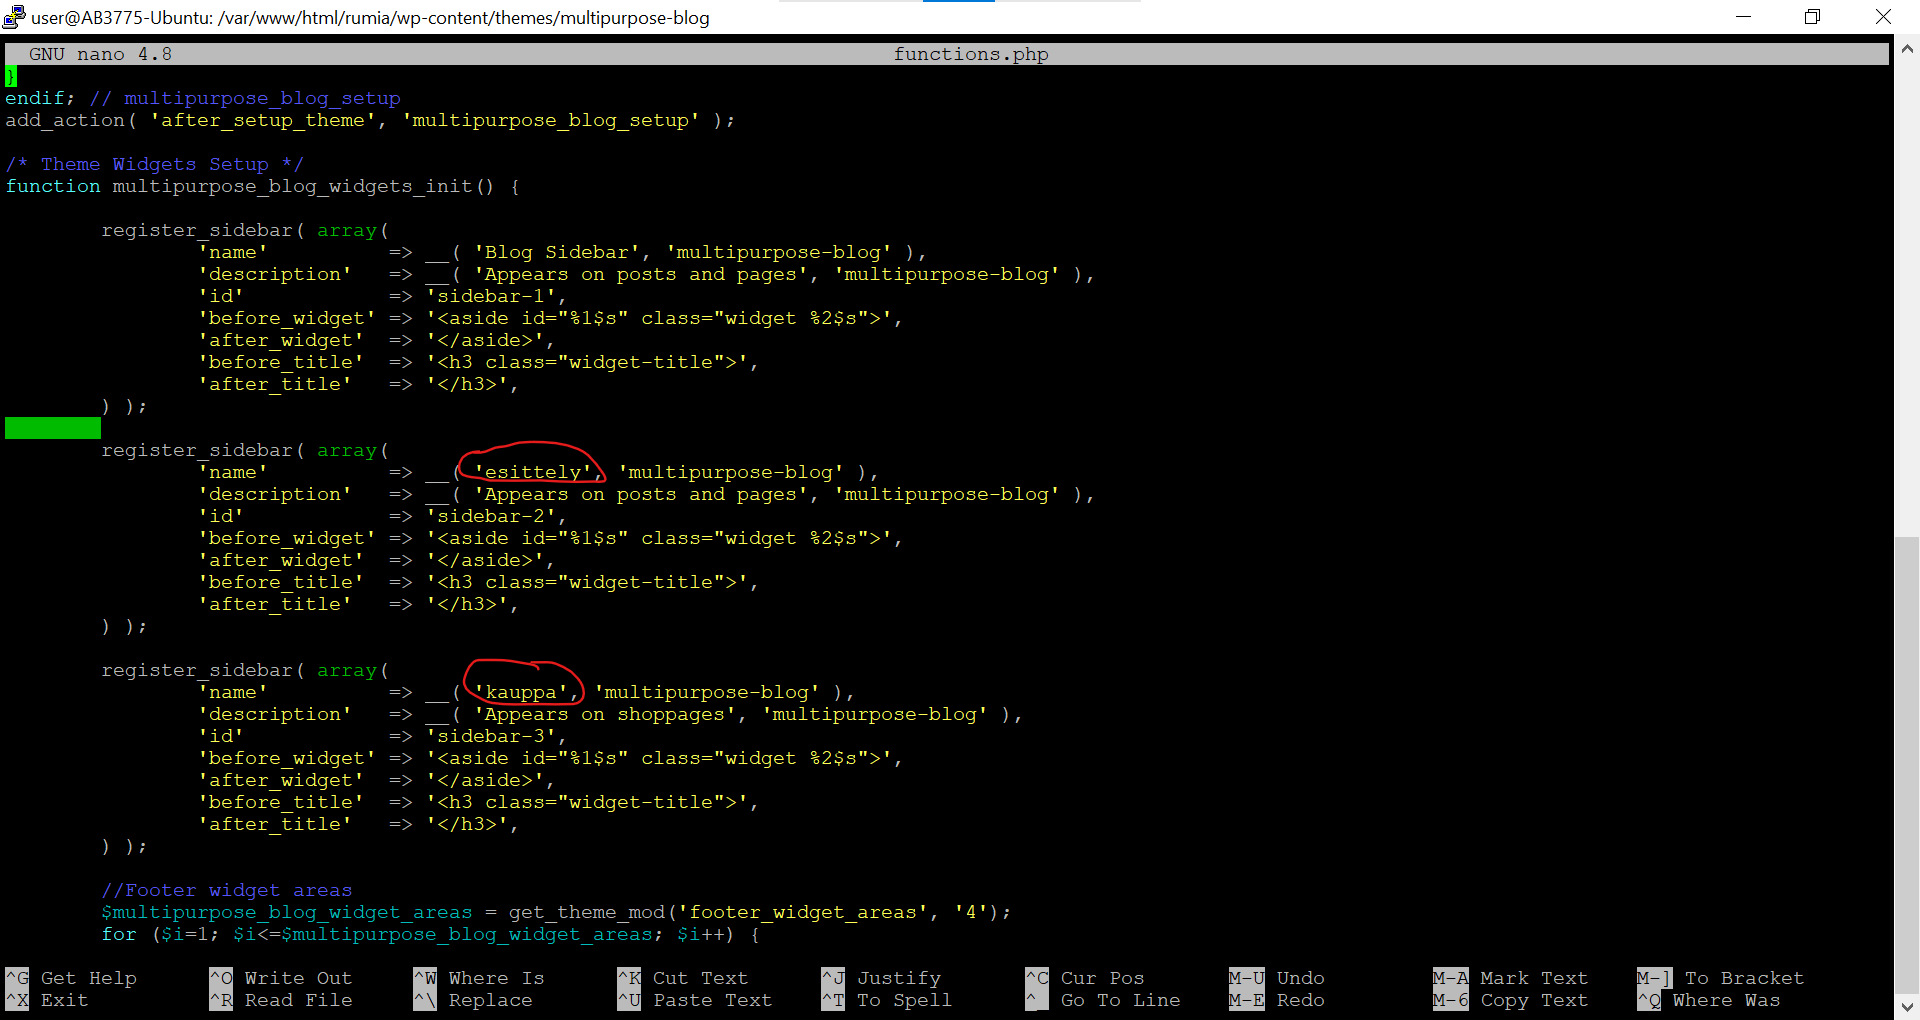 user@AB3775-Ubuntu: /var/www/html/rumia/wp-content/themes/multipurpose-blog
GNU nano 4.8 functions.php
}
endif; // multipurpose_blog_setup
add_action( 'after_setup_theme', 'multipurpose_blog_setup' );
/* Theme Widgets Setup */
function multipurpose_blog_widgets_init() {
register_sidebar( array(
'name' => __( 'Blog Sidebar', 'multipurpose-blog' ),
'description' => __( 'Appears on posts and pages', 'multipurpose-blog' ),
'id' => 'sidebar-1',
'before_widget' => '<aside id="%1$s" class="widget %2$s">',
'after_widget' => '</aside>',
'before_title' => '<h3 class="widget-title">',
'after_title' => '</h3>',
) );
register_sidebar( array(
'name' => __( 'esittely', 'multipurpose-blog' ),
'description' => __( 'Appears on posts and pages', 'multipurpose-blog' ),
'id' => 'sidebar-2',
'before_widget' => '<aside id="%1$s" class="widget %2$s">',
'after_widget' => '</aside>',
'before_title' => '<h3 class="widget-title">',
'after_title' => '</h3>',
) );
register_sidebar( array(
'name' => __( 'kauppa', 'multipurpose-blog' ),
'description' => __( 'Appears on shoppages', 'multipurpose-blog' ),
'id' => 'sidebar-3',
'before_widget' => '<aside id="%1$s" class="widget %2$s">',
'after_widget' => '</aside>',
'before_title' => '<h3 class="widget-title">',
'after_title' => '</h3>',
) );
//Footer widget areas
$multipurpose_blog_widget_areas = get_theme_mod('footer_widget_areas', '4');
for ($i=1; $i<=$multipurpose_blog_widget_areas; $i++) {
^G Get Help ^O Write Out ^W Where Is ^K Cut Text ^J Justify ^C Cur Pos M-U Undo M-A Mark Text M-] To Bracket
^X Exit ^R Read File ^\ Replace ^U Paste Text ^T To Spell ^_ Go To Line M-E Redo M-6 Copy Text ^Q Where Was